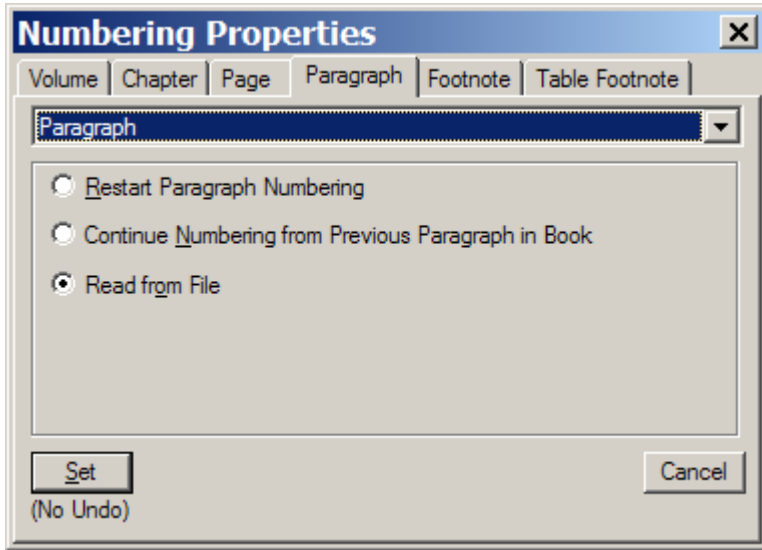 Numbering Properties
Volume Chapter Page Paragraph Footnote Table Footnote
Paragraph
Restart Paragraph Numbering
Continue Numbering from Previous Paragraph in Book
Read from File
Set Cancel
(No Undo)